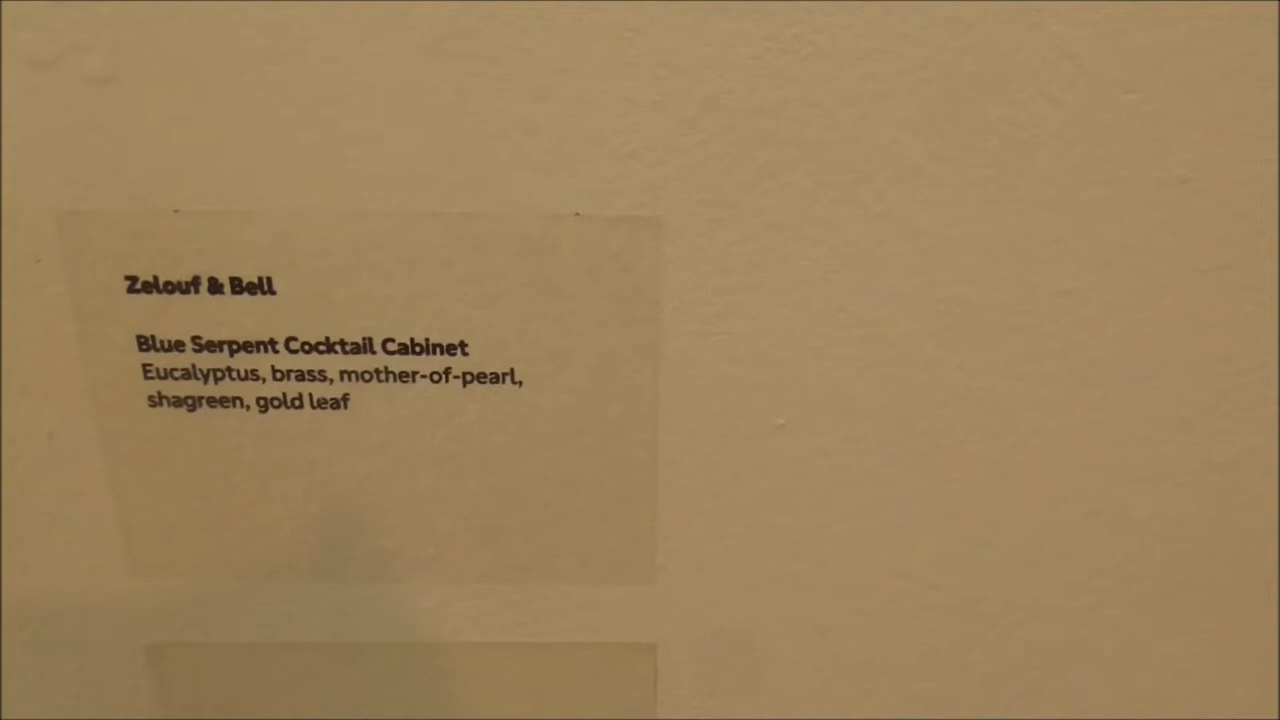 Zelouf & Bell
Blue Serpent Cocktail Cabinet
Eucalyptus, brass, mother-of-pearl,
shagreen, gold leaf